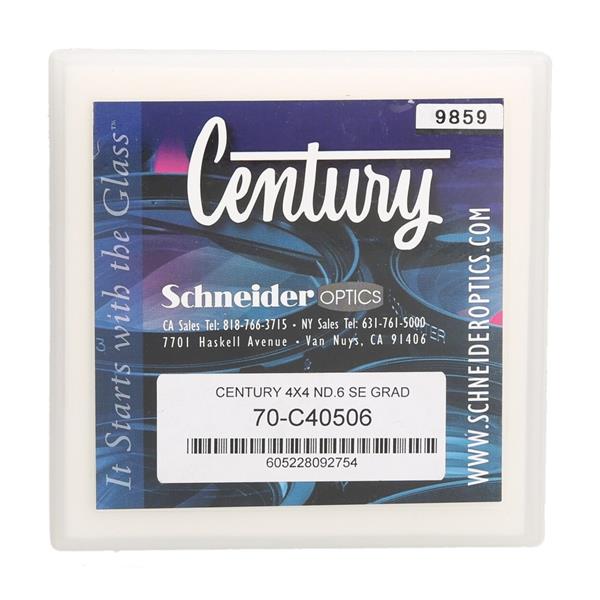 9859
Century
It Starts with the Glass™
Schneider OPTICS
CA Sales Tel: 818-766-3715 • NY Sales Tel: 631-761-5000
7701 Haskell Avenue • Van Nuys, CA 91406
WWW.SCHNEIDEROPTICS.COM
CENTURY 4X4 ND.6 SE GRAD
70-C40506
605228092754